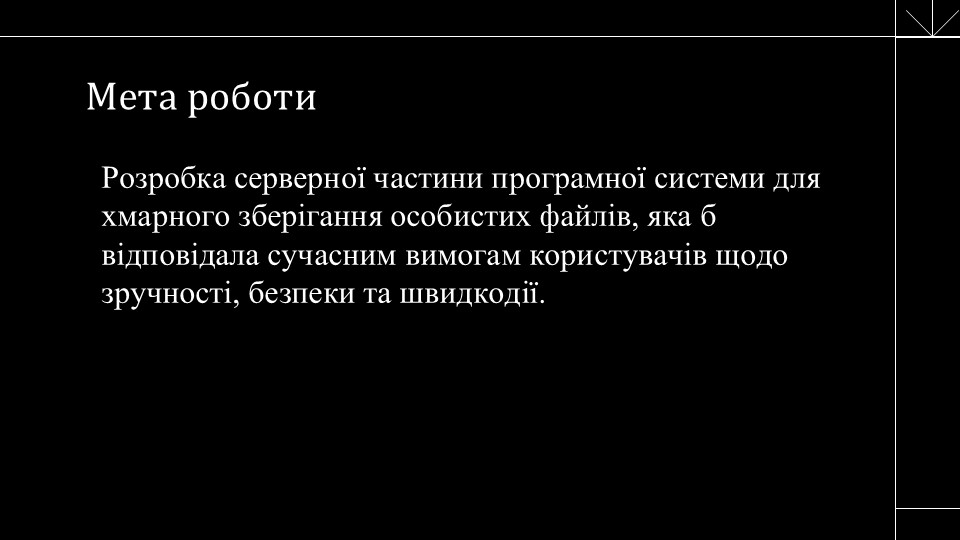 Мета роботи
Розробка серверної частини програмної системи для
хмарного зберігання особистих файлів, яка б
відповідала сучасним вимогам користувачів щодо
зручності, безпеки та швидкодії.